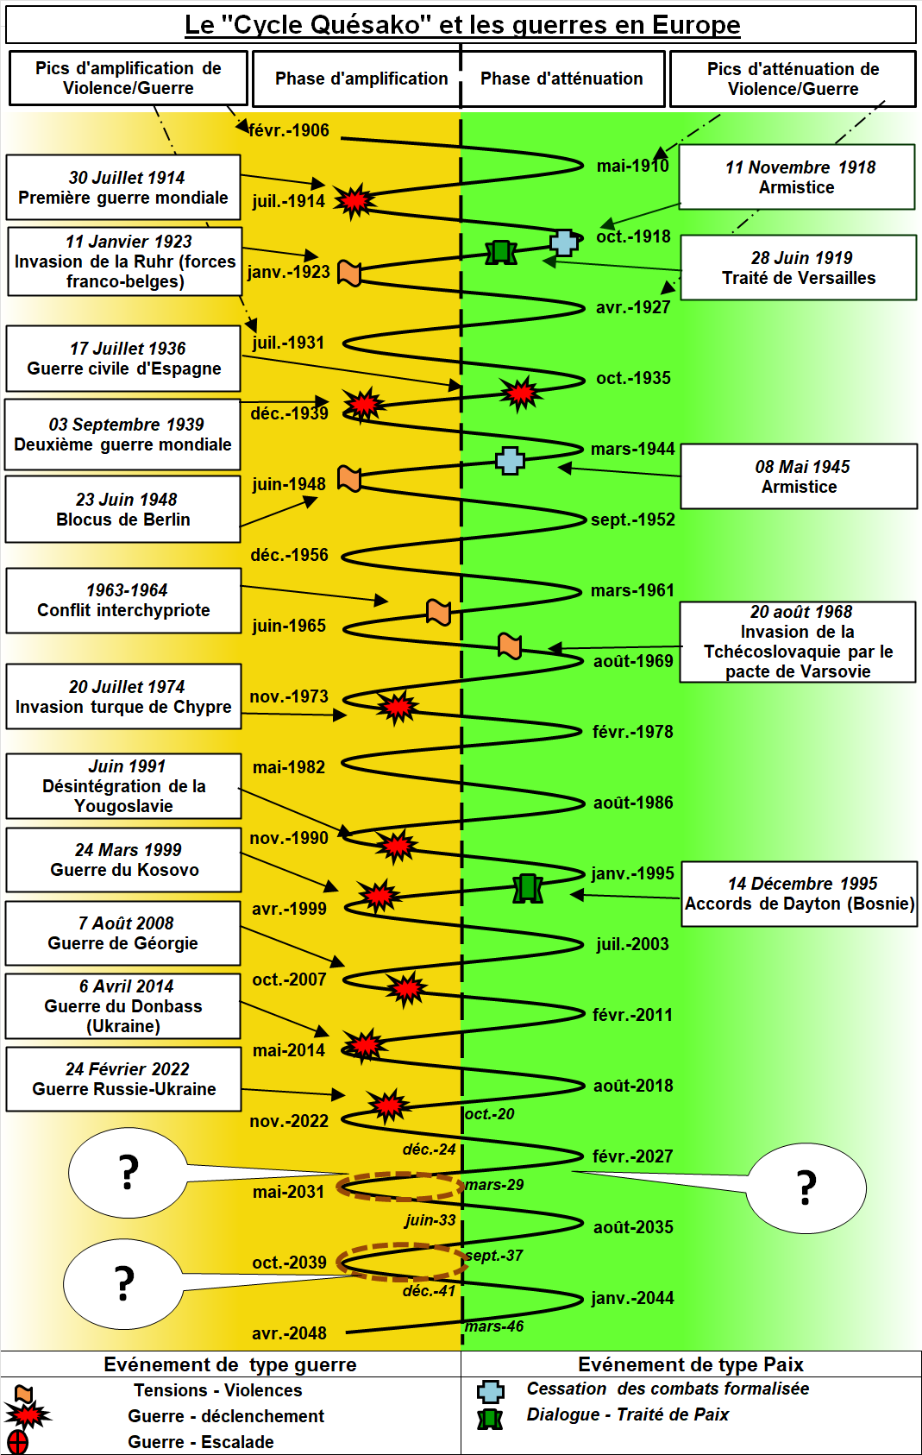 Le "Cycle Quésako" et les guerres en Europe
Pics d'amplification de
Violence/Guerre
Phase d'amplification
Phase d'atténuation
Pics d'atténuation de
Violence/Guerre
févr.-1906
mai-1910
30 Juillet 1914
Première guerre mondiale
juil.-1914
11 Novembre 1918
Armistice
oct.-1918
11 Janvier 1923
Invasion de la Ruhr (forces
franco-belges)
janv.-1923
28 Juin 1919
Traité de Versailles
avr.-1927
juil.-1931
17 Juillet 1936
Guerre civile d'Espagne
oct.-1935
03 Septembre 1939
Deuxième guerre mondiale
déc.-1939
mars-1944
08 Mai 1945
Armistice
juin-1948
23 Juin 1948
Blocus de Berlin
sept.-1952
déc.-1956
1963-1964
Conflit interchypriote
mars-1961
juin-1965
20 août 1968
Invasion de la
Tchécoslovaquie par le
pacte de Varsovie
août-1969
20 Juillet 1974
Invasion turque de Chypre
nov.-1973
févr.-1978
mai-1982
Juin 1991
Désintégration de la
Yougoslavie
août-1986
nov.-1990
24 Mars 1999
Guerre du Kosovo
janv.-1995
14 Décembre 1995
Accords de Dayton (Bosnie)
avr.-1999
7 Août 2008
Guerre de Géorgie
juil.-2003
oct.-2007
6 Avril 2014
Guerre du Donbass
(Ukraine)
févr.-2011
mai-2014
24 Février 2022
Guerre Russie-Ukraine
août-2018
oct.-20
nov.-2022
déc.-24
févr.-2027
?
?
mars-29
mai-2031
juin-33
août-2035
sept.-37
oct.-2039
?
déc.-41
janv.-2044
mars-46
avr.-2048
Evénement de type guerre
Evénement de type Paix
Tensions - Violences
Cessation des combats formalisée
Guerre - déclenchement
Dialogue - Traité de Paix
Guerre - Escalade